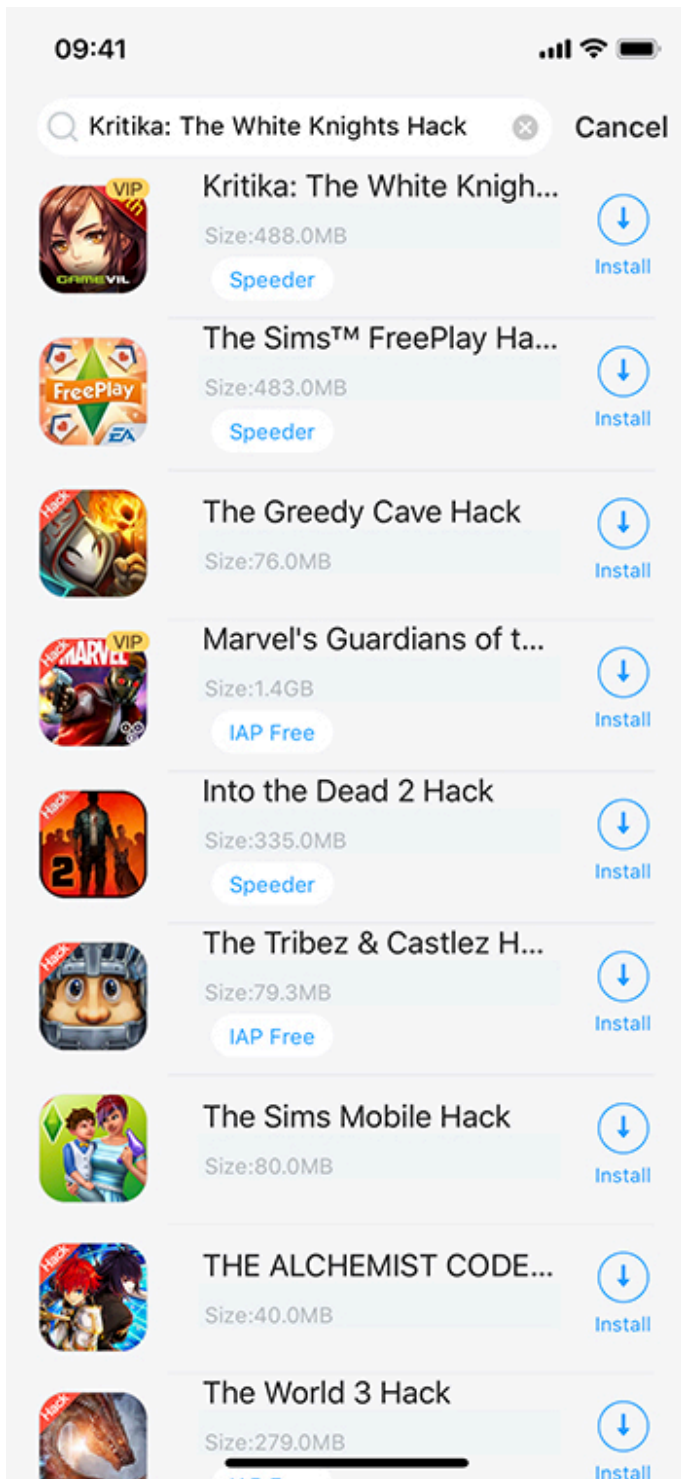 09:41
Kritika: The White Knights Hack
Cancel
VIP
GAMEVIL
Kritika: The White Knigh...
Size:488.0MB
Speeder
Install
FreePlay
EA
The Sims™ FreePlay Ha...
Size:483.0MB
Speeder
Install
Hack
The Greedy Cave Hack
Size:76.0MB
Install
Hack
VIP
MARVEL
Marvel's Guardians of t...
Size:1.4GB
IAP Free
Install
Hack
2
Into the Dead 2 Hack
Size:335.0MB
Speeder
Install
Hack
The Tribez & Castlez H...
Size:79.3MB
IAP Free
Install
The Sims Mobile Hack
Size:80.0MB
Install
Hack
THE ALCHEMIST CODE...
Size:40.0MB
Install
Hack
The World 3 Hack
Size:279.0MB
Install